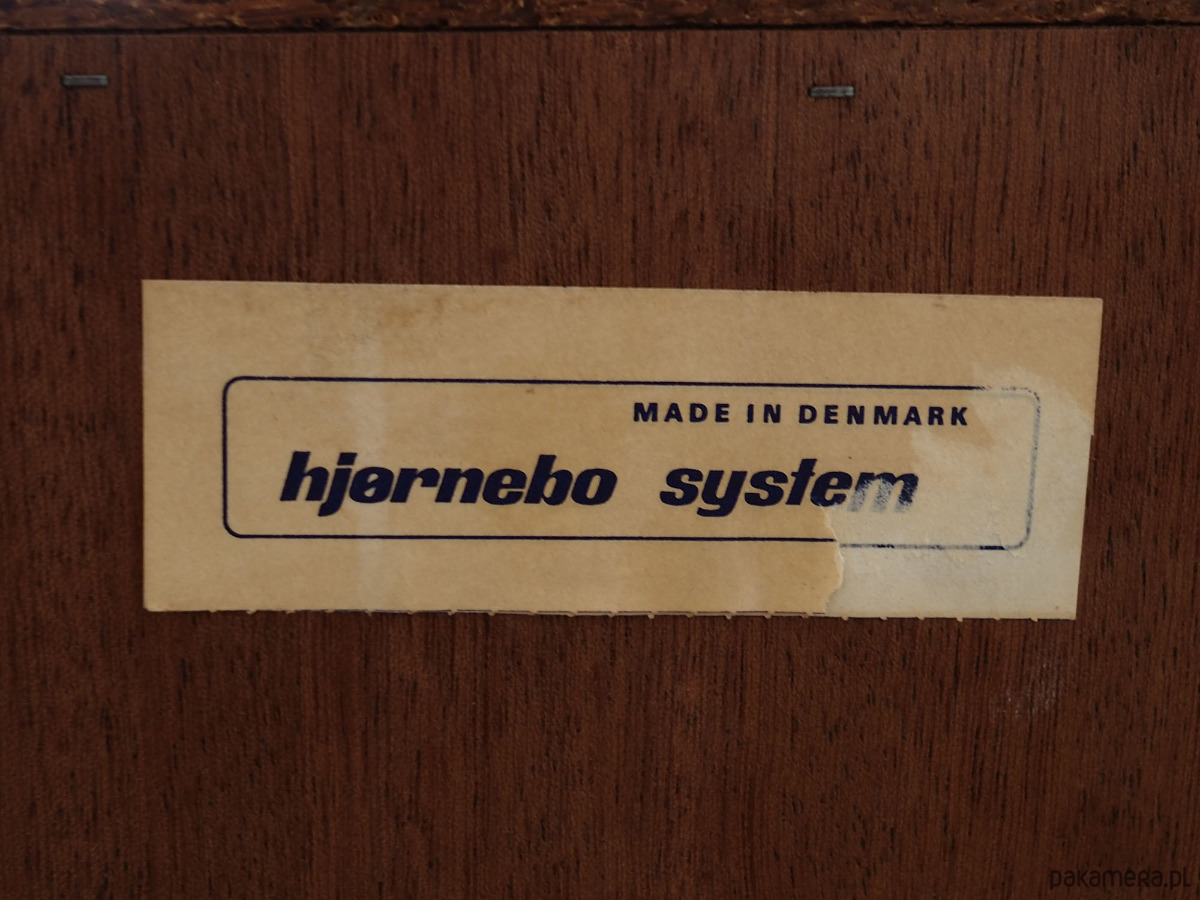 MADE IN DENMARK
hjørnebo system
pakamera.pl